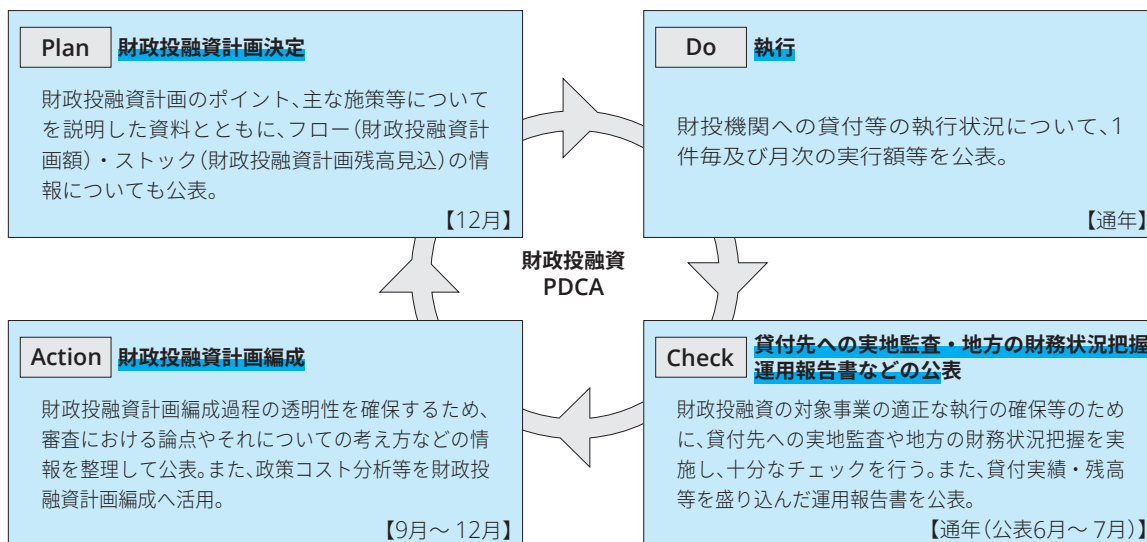 Plan 財政投融資計画決定
財政投融資計画のポイント、主な施策等について
を説明した資料とともに、フロー（財政投融資計
画額）・ストック（財政投融資計画残高見込）の情
報についても公表。
【12月】
Do 執行
財投機関への貸付等の執行状況について、1
件毎及び月次の実行額等を公表。
【通年】
財政投融資
PDCA
Action 財政投融資計画編成
財政投融資計画編成過程の透明性を確保するため、
審査における論点やそれについての考え方などの情
報を整理して公表。また、政策コスト分析等を財政投
融資計画編成へ活用。
【9月～12月】
Check 貸付先への実地監査・地方の財務状況把握
運用報告書などの公表
財政投融資の対象事業の適正な執行の確保等のため
に、貸付先への実地監査や地方の財務状況把握を実
施し、十分なチェックを行う。また、貸付実績・残高
等を盛り込んだ運用報告書を公表。
【通年（公表6月～7月）】